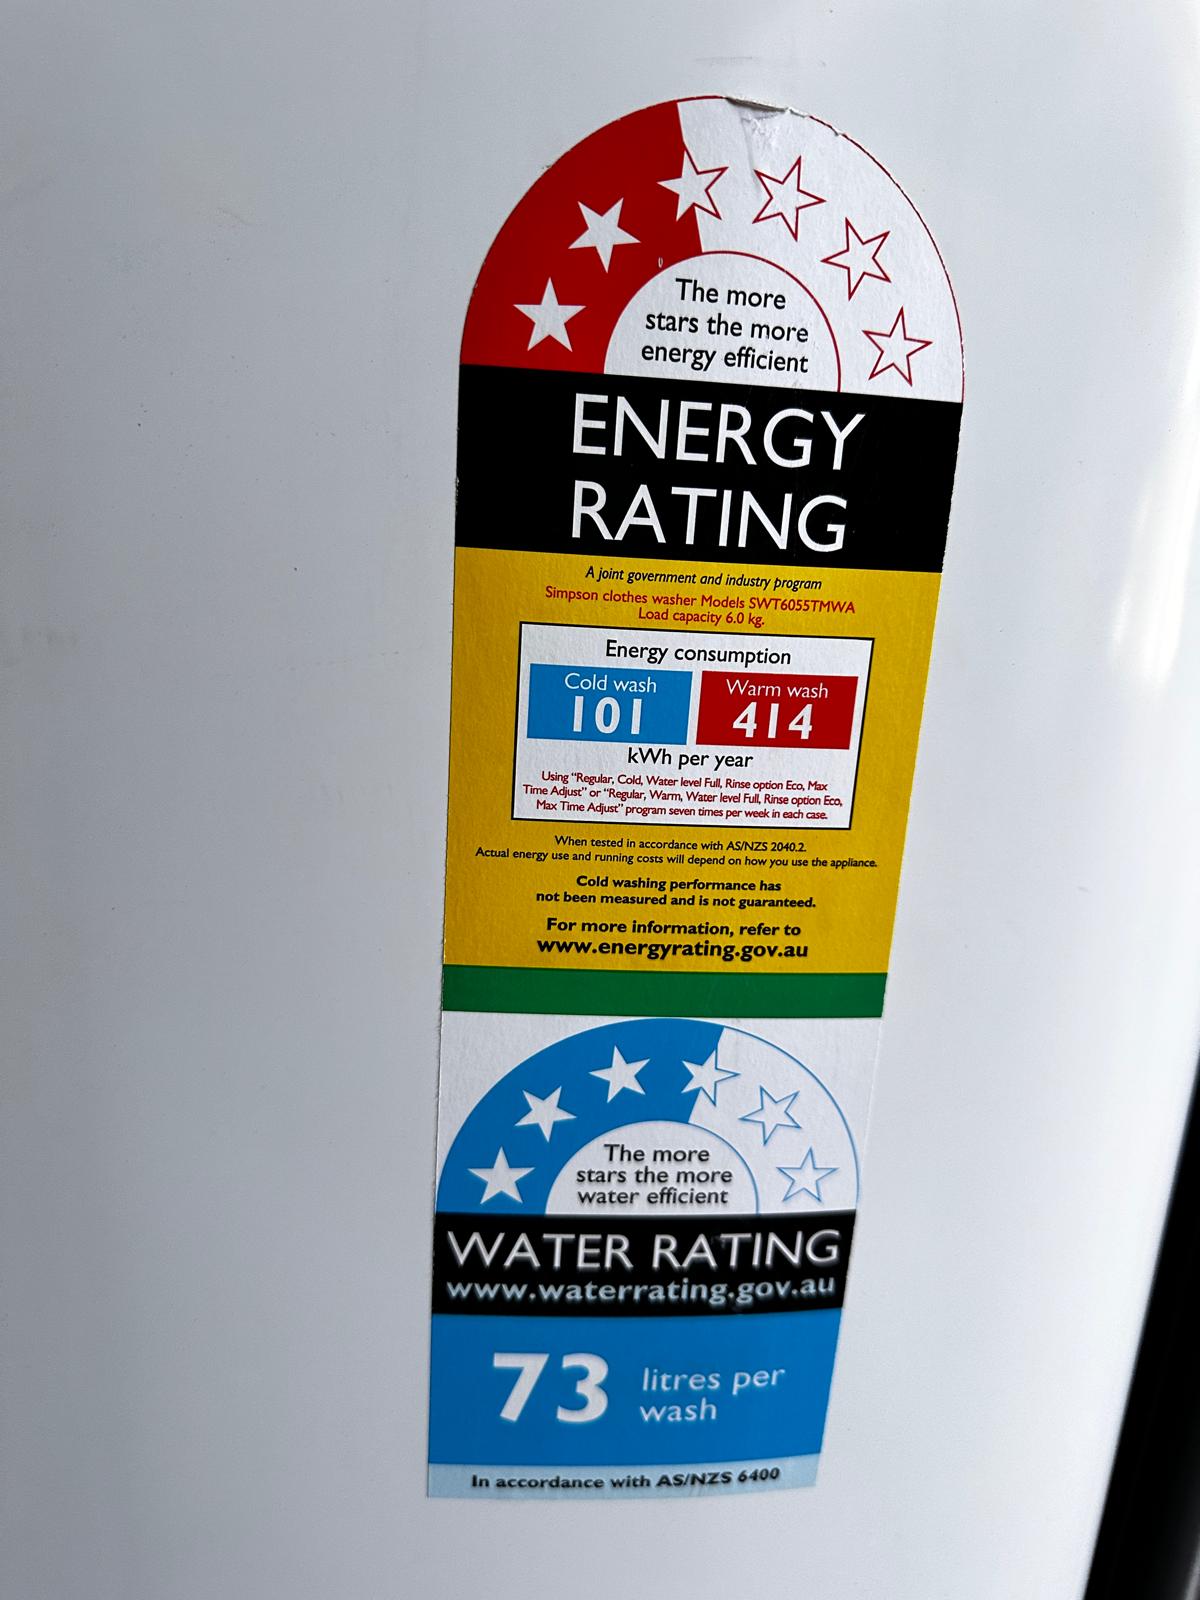 The more
stars the more
energy efficient
ENERGY
RATING
A joint government and industry program
Simpson clothes washer Models SWT6055TMWA
Load capacity 6.0 kg.
Energy consumption
Cold wash
101
Warm wash
414
kWh per year
Using “Regular, Cold, Water level Full, Rinse option Eco, Max
Time Adjust” or “Regular, Warm, Water level Full, Rinse option Eco,
Max Time Adjust” program seven times per week in each case.
When tested in accordance with AS/NZS 2040.2.
Actual energy use and running costs will depend on how you use the appliance.
Cold washing performance has
not been measured and is not guaranteed.
For more information, refer to
www.energyrating.gov.au
The more
stars the more
water efficient
WATER RATING
www.waterrating.gov.au
73 litres per
wash
In accordance with AS/NZS 6400